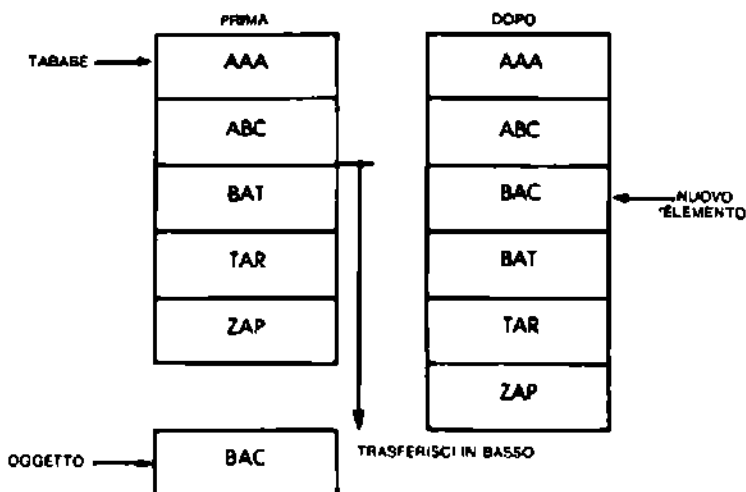 PRIMA
TABABE
AAA
ABC
BAT
TAR
ZAP
OGGETTO
BAC
TRASFERISCI IN BASSO
DOPO
AAA
ABC
BAC
BAT
TAR
ZAP
NUOVO
ELEMENTO